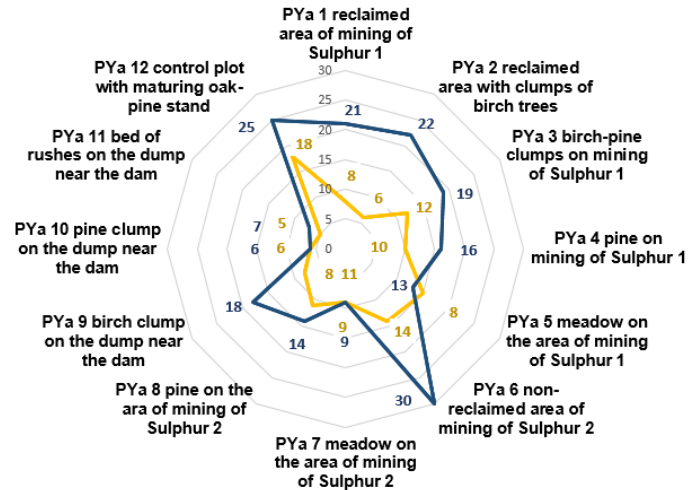 PYa 1 reclaimed
area of mining of
Sulphur 1
PYa 2 reclaimed
area with clumps of
birch trees
PYa 3 birch-pine
clumps on mining
of Sulphur 1
PYa 4 pine on
mining of Sulphur 1
PYa 5 meadow on
the area of mining
of Sulphur 1
PYa 6 non-
reclaimed area of
mining of Sulphur 2
PYa 7 meadow on
the area of mining
of Sulphur 2
PYa 8 pine on the
ara of mining of
Sulphur 2
PYa 9 birch clump
on the dump near
the dam
PYa 10 pine clump
on the dump near
the dam
PYa 11 bed of
rushes on the dump
near the dam
PYa 12 control plot
with maturing oak-
pine stand
30
25
20
15
10
5
0
21
22
19
16
13
30
9
14
18
6
7
25
8
6
12
10
8
14
9
11
8
6
5
18